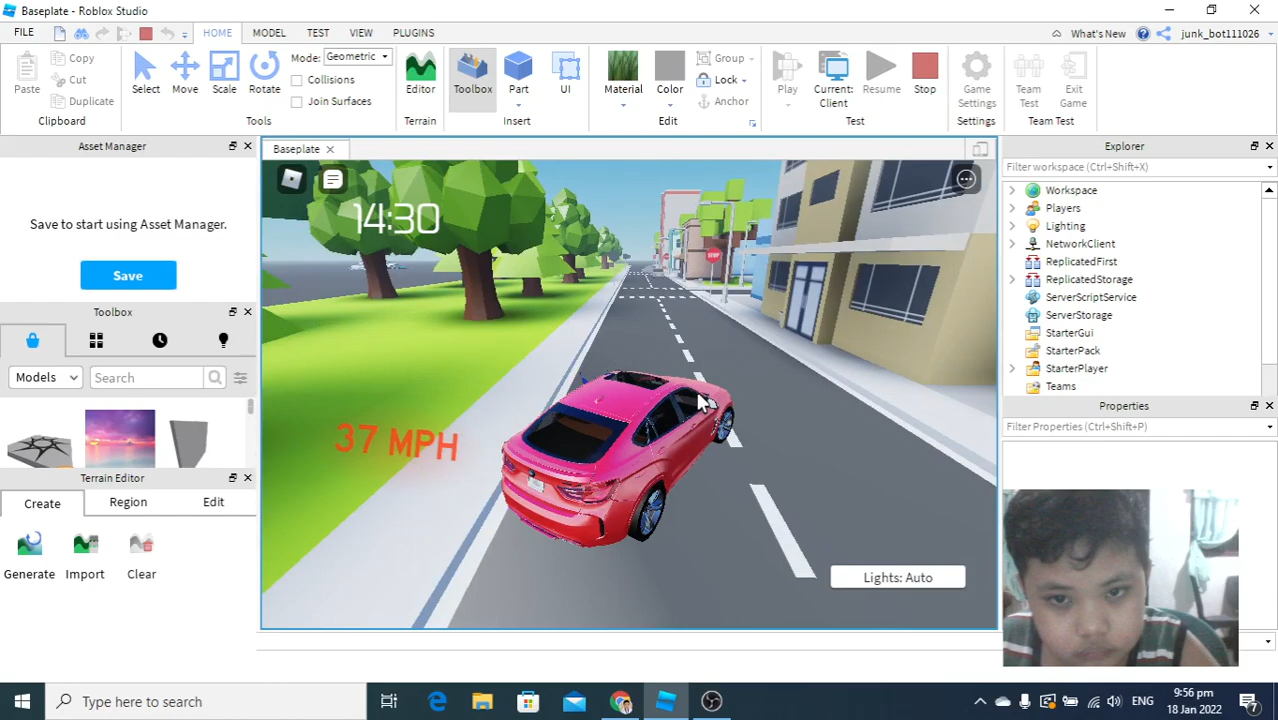 Baseplate - Roblox Studio
FILE HOME MODEL TEST VIEW PLUGINS What's New junk_bot111026
Paste Copy Cut Duplicate Clipboard
Select Move Scale Rotate Mode: Geometric Collisions Join Surfaces Tools
Editor Terrain
Toolbox Part UI Insert
Material Color Group Lock Anchor Edit
Play Current: Client Resume Stop Test
Game Settings Settings
Team Test Exit Game Team Test
Asset Manager
Save to start using Asset Manager.
Save
Toolbox
Models Search
Terrain Editor
Create Region Edit
Generate Import Clear
Baseplate
14:30
STOP
37 MPH
Lights: Auto
Explorer
Filter workspace (Ctrl+Shift+X)
Workspace
Players
Lighting
NetworkClient
ReplicatedFirst
ReplicatedStorage
ServerScriptService
ServerStorage
StarterGui
StarterPack
StarterPlayer
Teams
Properties
Filter Properties (Ctrl+Shift+P)
Type here to search
ENG
9:56 pm
18 Jan 2022
7